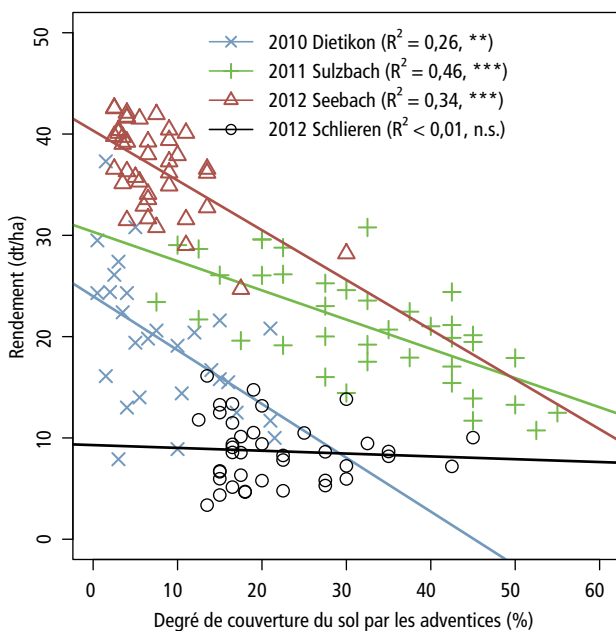 2010 Dietikon (R² = 0,26, **)
2011 Sulzbach (R² = 0,46, ***)
2012 Seebach (R² = 0,34, ***)
2012 Schlieren (R² < 0,01, n.s.)
Rendement (dt/ha)
50
40
30
20
10
0
0 10 20 30 40 50 60
Degré de couverture du sol par les adventices (%)